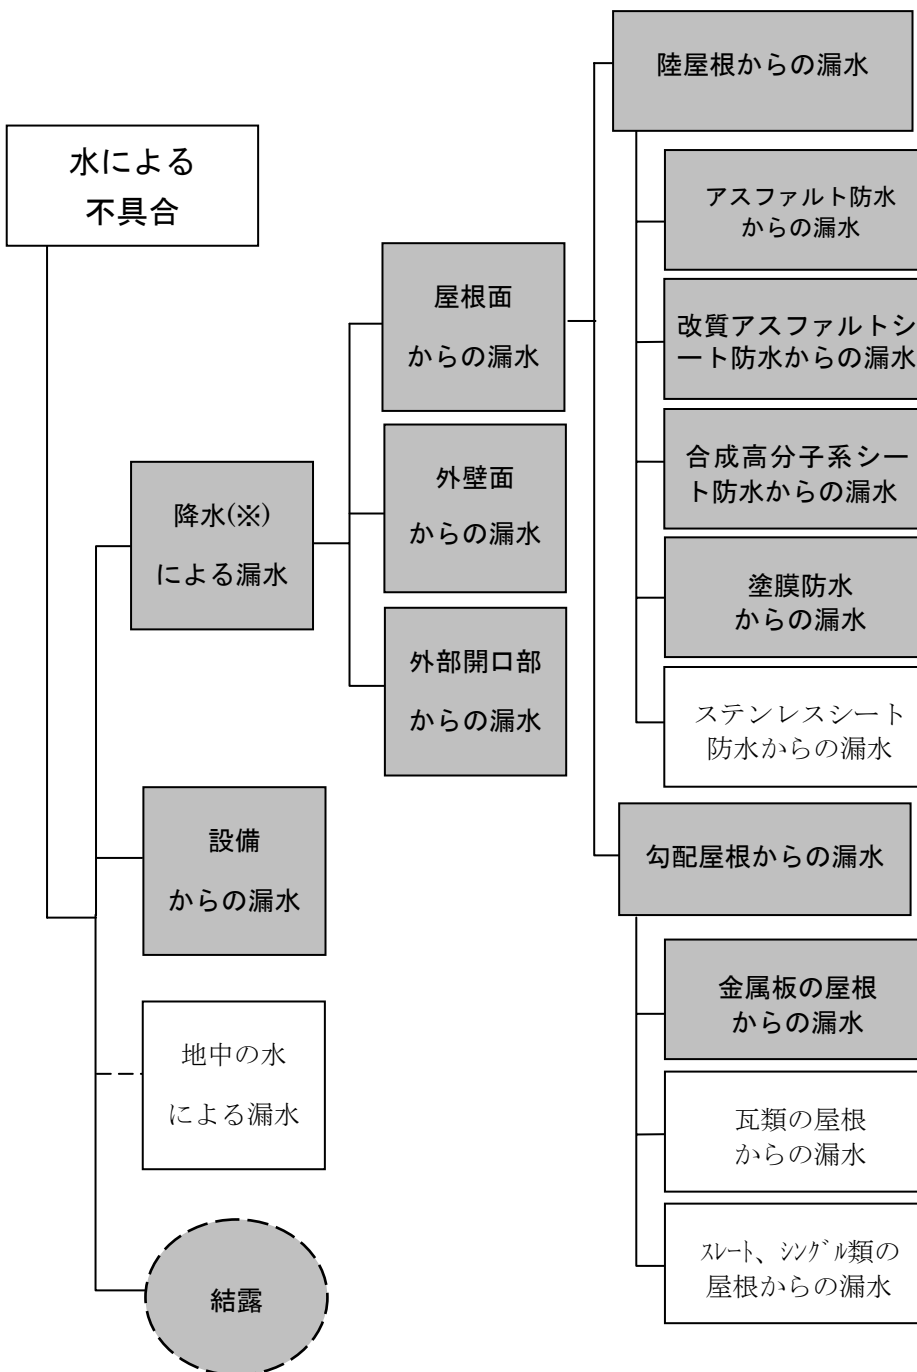 水による
不具合
降水(※)
による漏水
設備
からの漏水
地中の水
による漏水
結露
屋根面
からの漏水
外壁面
からの漏水
外部開口部
からの漏水
陸屋根からの漏水
アスファルト防水
からの漏水
改質アスファルトシ
ート防水からの漏水
合成高分子系シー
ト防水からの漏水
塗膜防水
からの漏水
ステンレスシート
防水からの漏水
勾配屋根からの漏水
金属板の屋根
からの漏水
瓦類の屋根
からの漏水
ｽﾚｰﾄ、ｼﾝｸﾞﾙ類の
屋根からの漏水